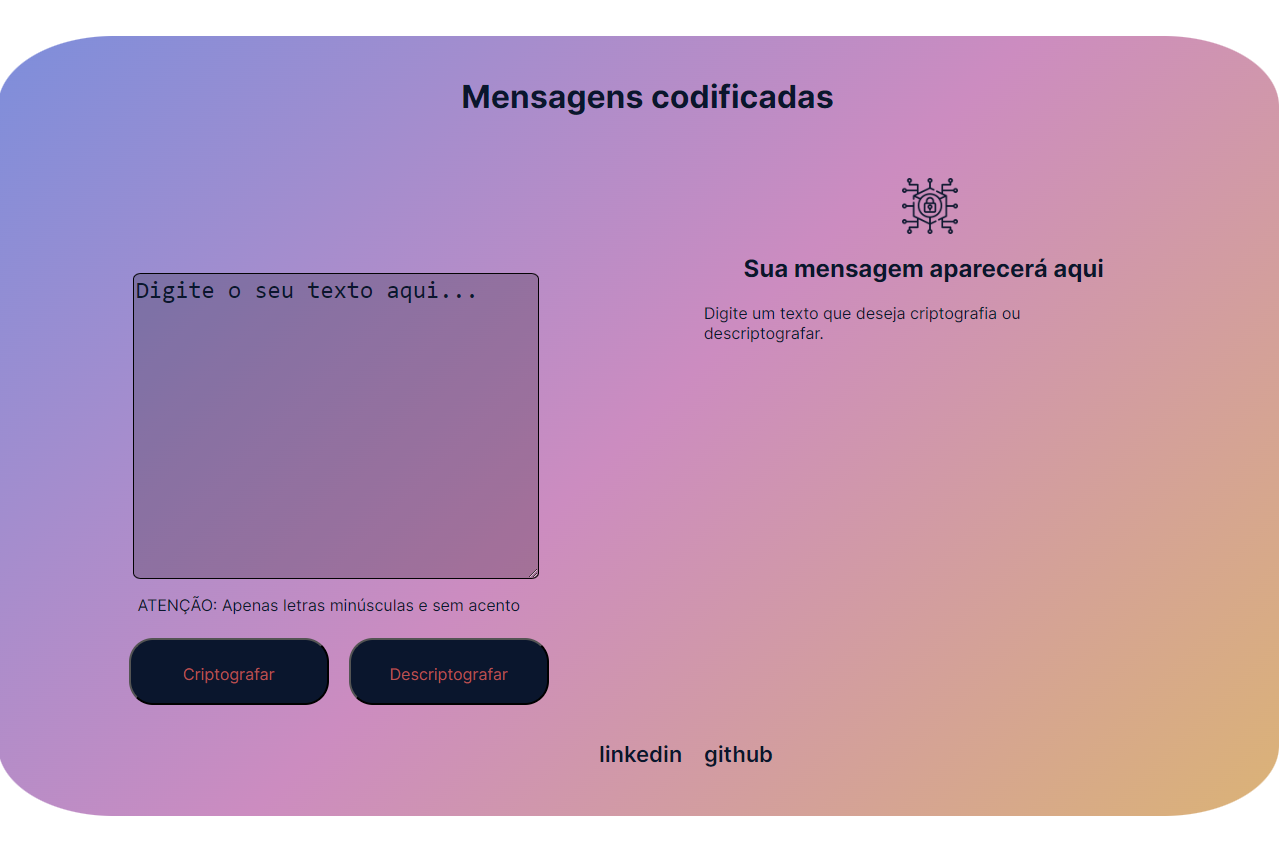 Mensagens codificadas
Digite o seu texto aqui...
ATENÇÃO: Apenas letras minúsculas e sem acento
Criptografar
Descriptografar
Sua mensagem aparecerá aqui
Digite um texto que deseja criptografia ou
descriptografar.
linkedin github